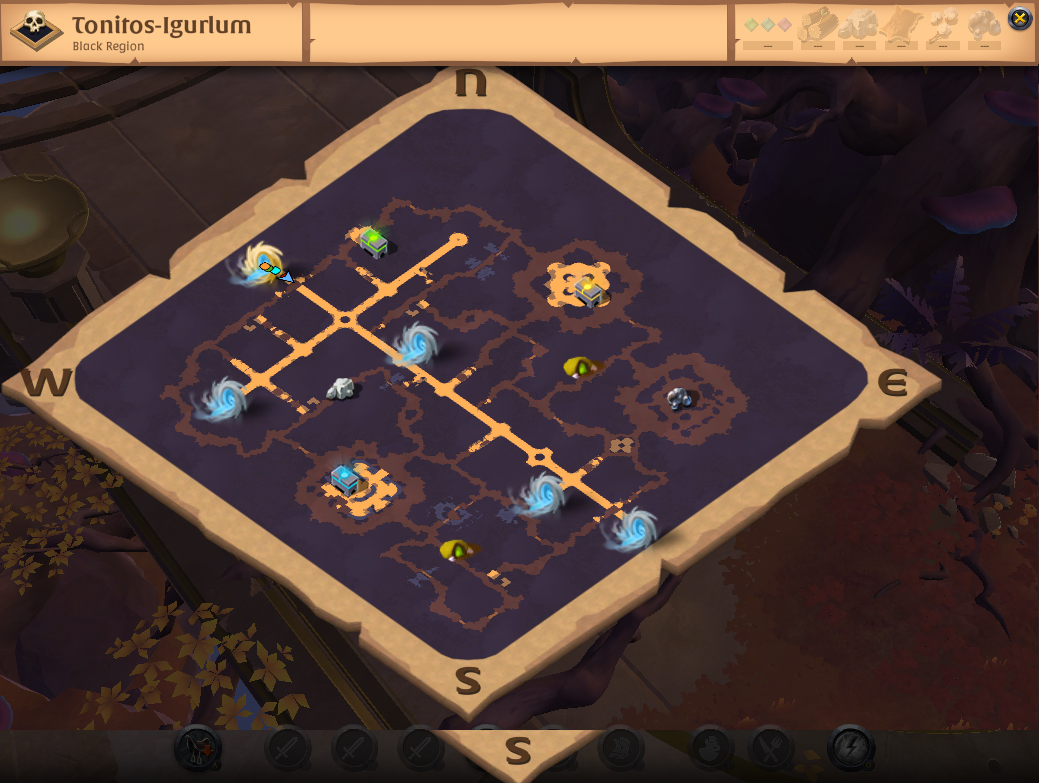 Tonitos-Igurlum
Black Region
--- --- --- --- --- ---
N
W
E
S
S